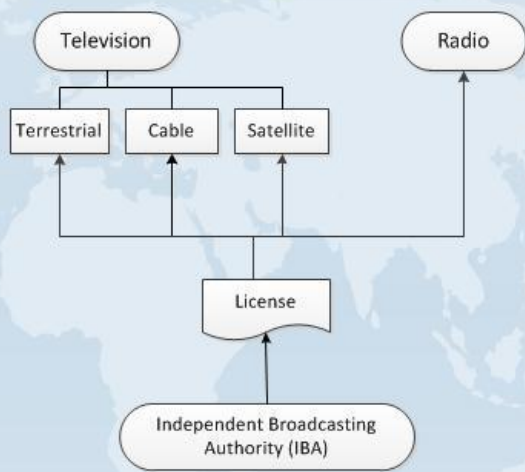 Television
Radio
Terrestrial
Cable
Satellite
License
Independent Broadcasting
Authority (IBA)